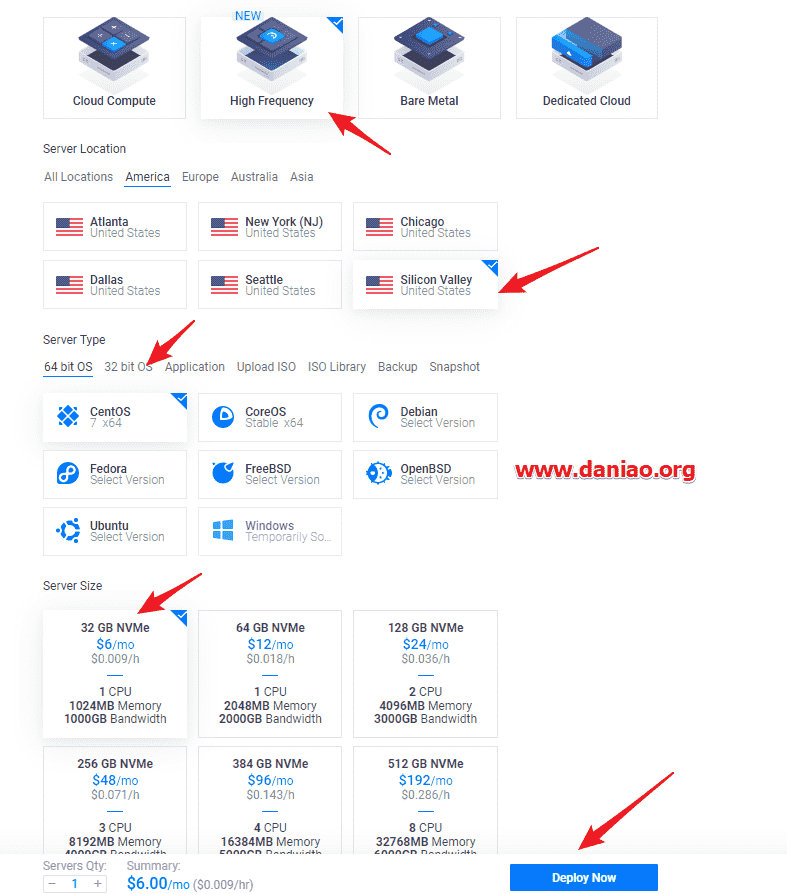 NEW
Cloud Compute
High Frequency
Bare Metal
Dedicated Cloud
Server Location
All Locations America Europe Australia Asia
Atlanta
United States
New York (NJ)
United States
Chicago
United States
Dallas
United States
Seattle
United States
Silicon Valley
United States
Server Type
64 bit OS 32 bit OS Application Upload ISO ISO Library Backup Snapshot
CentOS
7 x64
CoreOS
Stable x64
Debian
Select Version
Fedora
Select Version
FreeBSD
Select Version
OpenBSD
Select Version
www.daniao.org
Ubuntu
Select Version
Windows
Temporarily So...
Server Size
32 GB NVMe
$6/mo
$0.009/h
1 CPU
1024MB Memory
1000GB Bandwidth
64 GB NVMe
$12/mo
$0.018/h
1 CPU
2048MB Memory
2000GB Bandwidth
128 GB NVMe
$24/mo
$0.036/h
2 CPU
4096MB Memory
3000GB Bandwidth
256 GB NVMe
$48/mo
$0.071/h
3 CPU
8192MB Memory
4000GB Bandwidth
384 GB NVMe
$96/mo
$0.143/h
4 CPU
16384MB Memory
5000GB Bandwidth
512 GB NVMe
$192/mo
$0.286/h
8 CPU
32768MB Memory
6000GB Bandwidth
Servers Qty:
− 1 +
Summary:
$6.00/mo ($0.009/hr)
Deploy Now